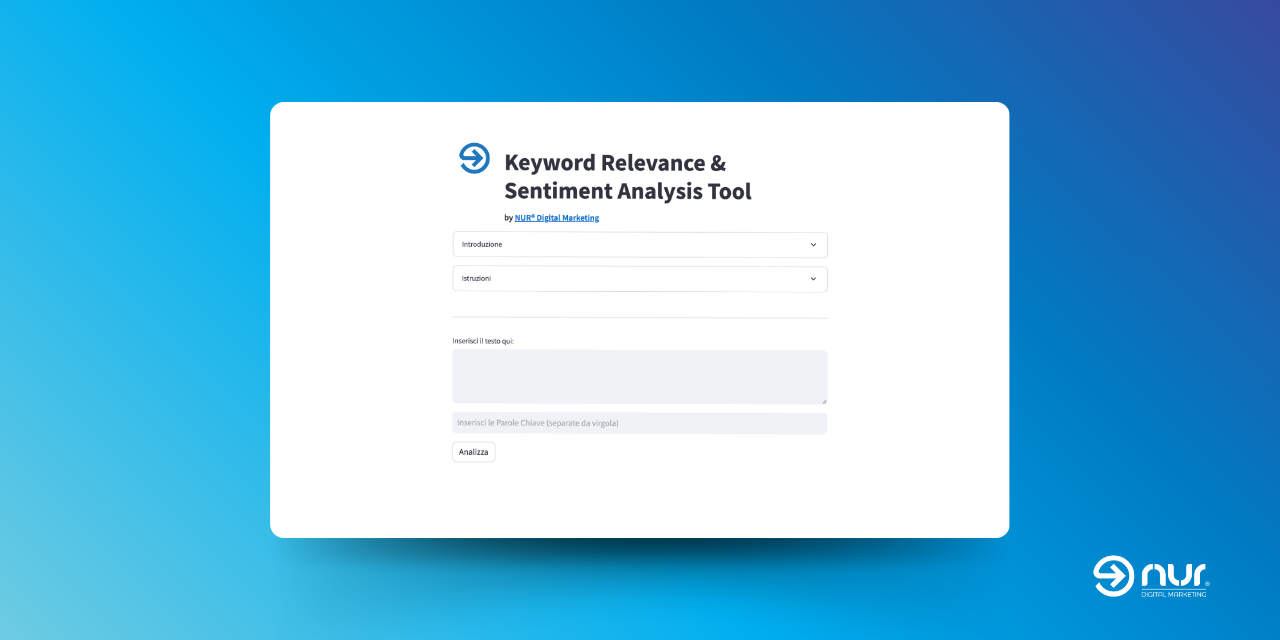 Keyword Relevance &
Sentiment Analysis Tool
by NUR® Digital Marketing
Introduzione
Istruzioni
Inserisci il testo qui:
Inserisci le Parole Chiave (separate da virgola)
Analizza
nur®
DIGITAL MARKETING